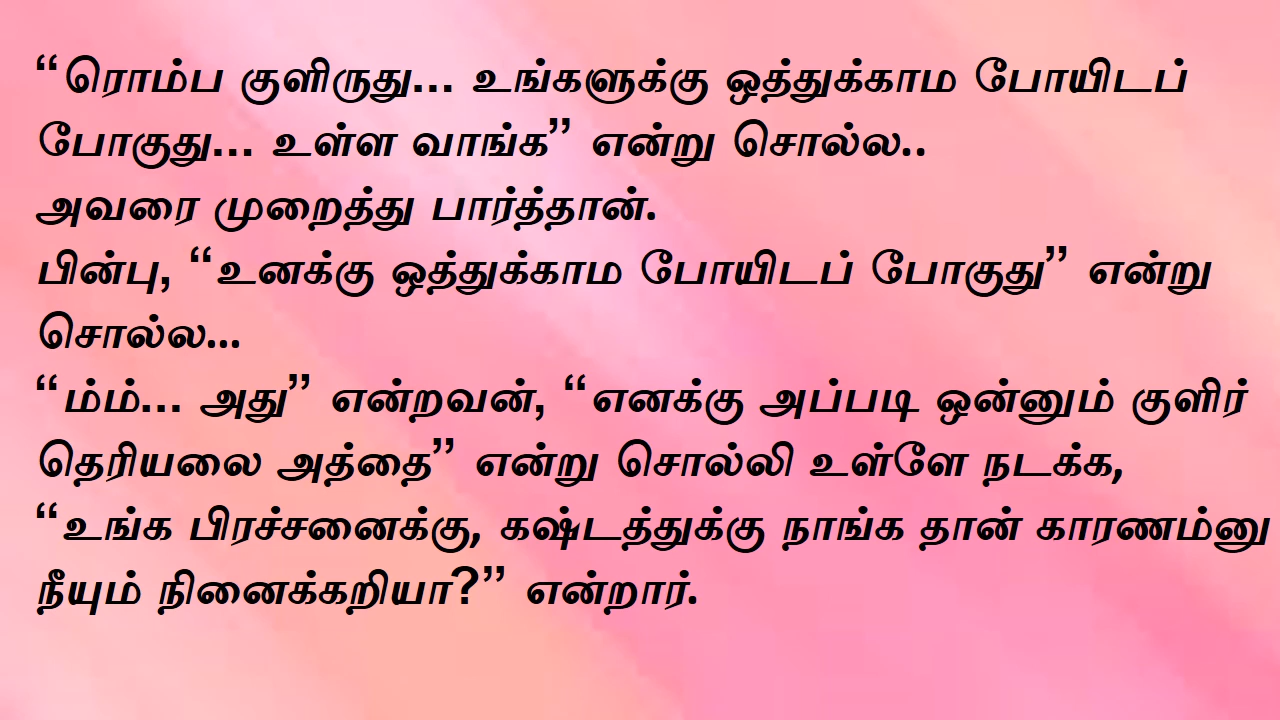 “ரொம்ப குளிருது... உங்களுக்கு ஒத்துக்காம போயிடப்
போகுது... உள்ள வாங்க” என்று சொல்ல..
அவரை முறைத்து பார்த்தான்.
பின்பு, “உனக்கு ஒத்துக்காம போயிடப் போகுது” என்று
சொல்ல...
“ம்ம்... அது” என்றவன், “எனக்கு அப்படி ஒன்னும் குளிர்
தெரியலை அத்தை” என்று சொல்லி உள்ளே நடக்க,
“உங்க பிரச்சனைக்கு, கஷ்டத்துக்கு நாங்க தான் காரணம்னு
நீயும் நினைக்கறியா?” என்றார்.